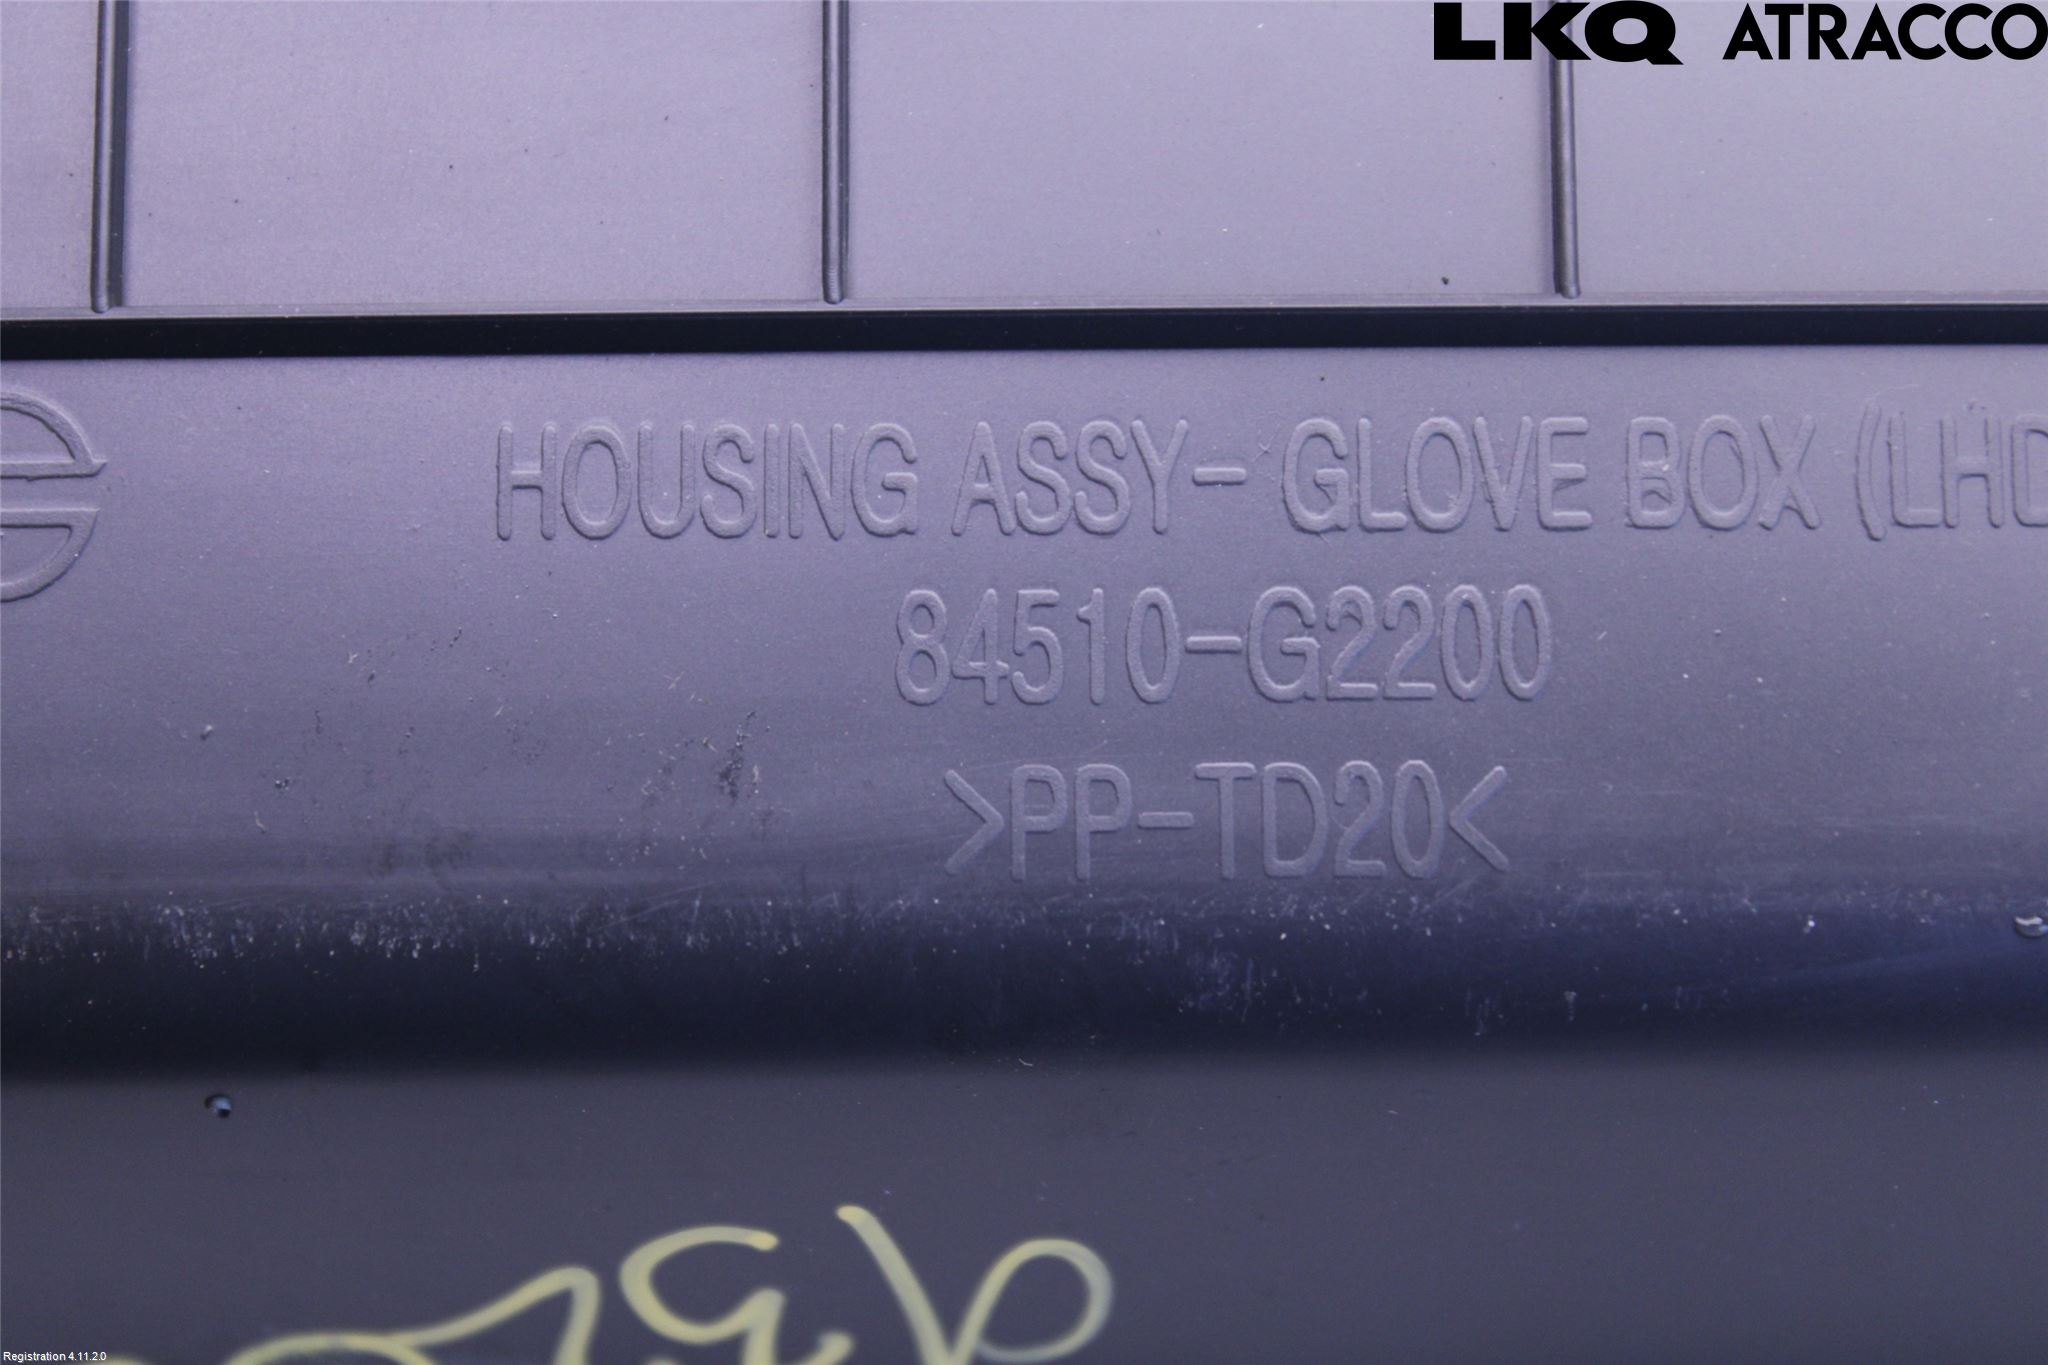 LKQ ATRACCO
HOUSING ASSY- GLOVE BOX (LHD
84510-G2200
>PP-TD20<
Registration 4.11.2.0